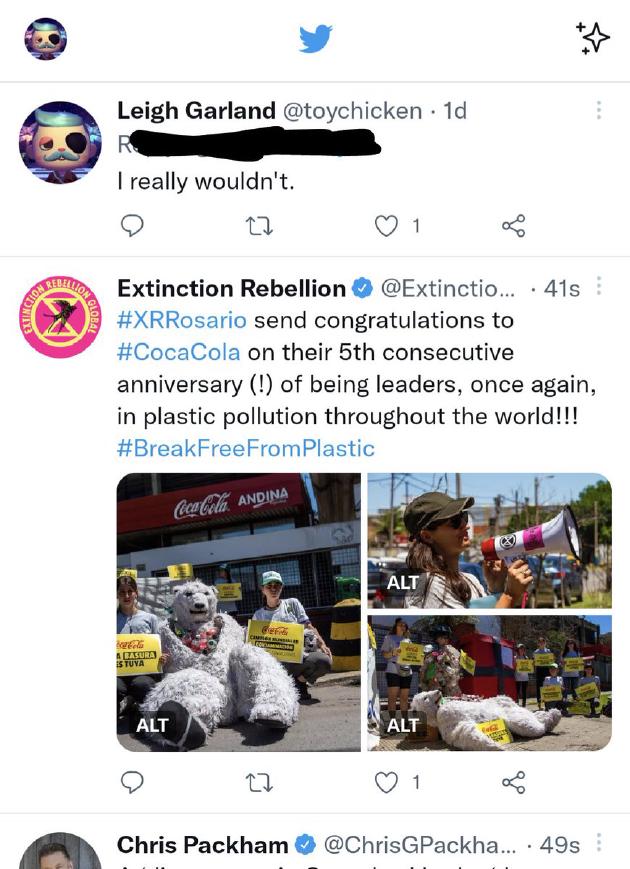 Leigh Garland @toychicken · 1d
I really wouldn't.
1
EXTINCTION REBELLION GLOBAL
Extinction Rebellion @Extinctio... · 41s
#XRRosario send congratulations to
#CocaCola on their 5th consecutive
anniversary (!) of being leaders, once again,
in plastic pollution throughout the world!!!
#BreakFreeFromPlastic
Coca-Cola ANDINA
Coca-Cola
A BASURA
ES TUYA
Coca-Cola
CAMPEÓN MUNDIAL EN
CONTAMINACIÓN
ALT
ALT
ALT
1
Chris Packham @ChrisGPackha... · 49s